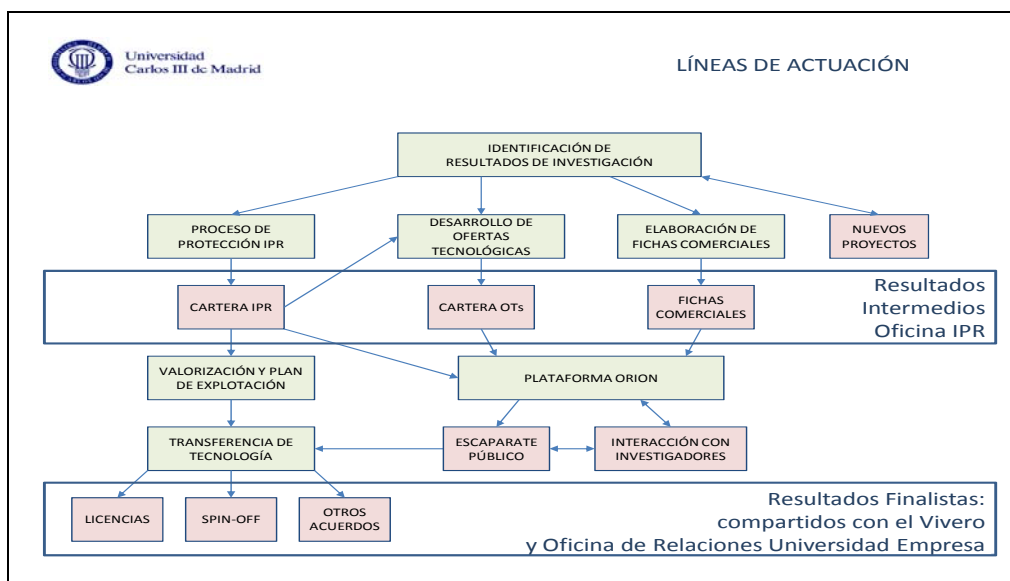 Universidad
Carlos III de Madrid
LÍNEAS DE ACTUACIÓN
IDENTIFICACIÓN DE
RESULTADOS DE INVESTIGACIÓN
PROCESO DE
PROTECCIÓN IPR
DESARROLLO DE
OFERTAS
TECNOLÓGICAS
ELABORACIÓN DE
FICHAS COMERCIALES
NUEVOS
PROYECTOS
CARTERA IPR
CARTERA OTs
FICHAS
COMERCIALES
Resultados
Intermedios
Oficina IPR
VALORIZACIÓN Y PLAN
DE EXPLOTACIÓN
PLATAFORMA ORION
TRANSFERENCIA DE
TECNOLOGÍA
ESCAPARATE
PÚBLICO
INTERACCIÓN CON
INVESTIGADORES
LICENCIAS
SPIN-OFF
OTROS
ACUERDOS
Resultados Finalistas:
compartidos con el Vivero
y Oficina de Relaciones Universidad Empresa